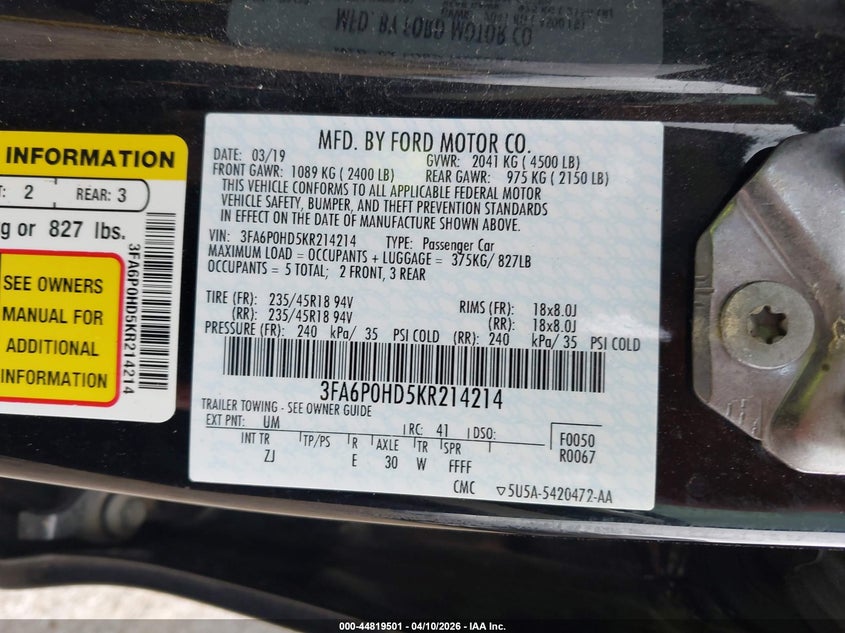 MFD. BY FORD MOTOR CO
INFORMATION
T: 2 REAR: 3
g or 827 lbs.
SEE OWNERS
MANUAL FOR
ADDITIONAL
INFORMATION
3FA6P0HD5KR214214
MFD. BY FORD MOTOR CO.
DATE: 03/19 GVWR: 2041 KG ( 4500 LB)
FRONT GAWR: 1089 KG ( 2400 LB) REAR GAWR: 975 KG ( 2150 LB)
THIS VEHICLE CONFORMS TO ALL APPLICABLE FEDERAL MOTOR
VEHICLE SAFETY, BUMPER, AND THEFT PREVENTION STANDARDS
IN EFFECT ON THE DATE OF MANUFACTURE SHOWN ABOVE.
VIN: 3FA6P0HD5KR214214 TYPE: Passenger Car
MAXIMUM LOAD = OCCUPANTS + LUGGAGE = 375KG/ 827LB
OCCUPANTS = 5 TOTAL; 2 FRONT, 3 REAR
TIRE (FR): 235/45R18 94V RIMS (FR): 18x8.0J
(RR): 235/45R18 94V (RR): 18x8.0J
PRESSURE (FR): 240 kPa/ 35 PSI COLD (RR): 240 kPa/ 35 PSI COLD
3FA6P0HD5KR214214
TRAILER TOWING - SEE OWNER GUIDE
EXT PNT: UM RC: 41 DSO: F0050
INT TR TP/PS R AXLE TR SPR R0067
ZJ E 30 W FFFF
CMC 5U5A-5420472-AA
000-44819501 - 04/10/2026 - IAA Inc.